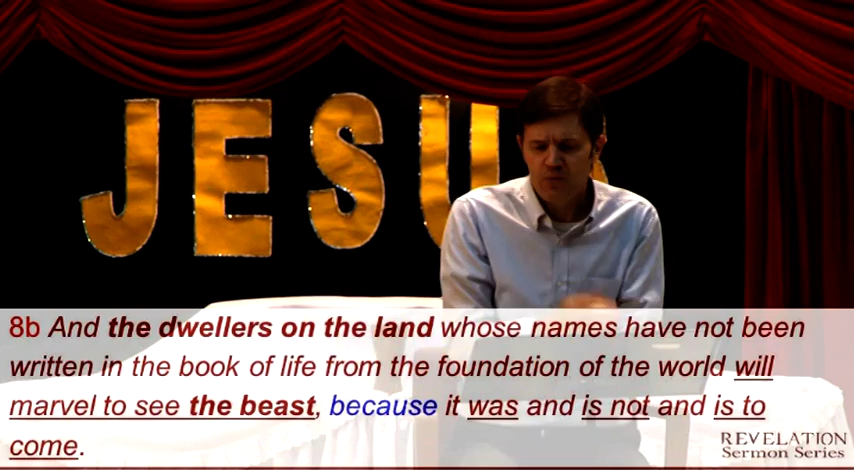 JESU
8b And the dwellers on the land whose names have not been
written in the book of life from the foundation of the world will
marvel to see the beast, because it was and is not and is to
come.
REVELATION
Sermon Series